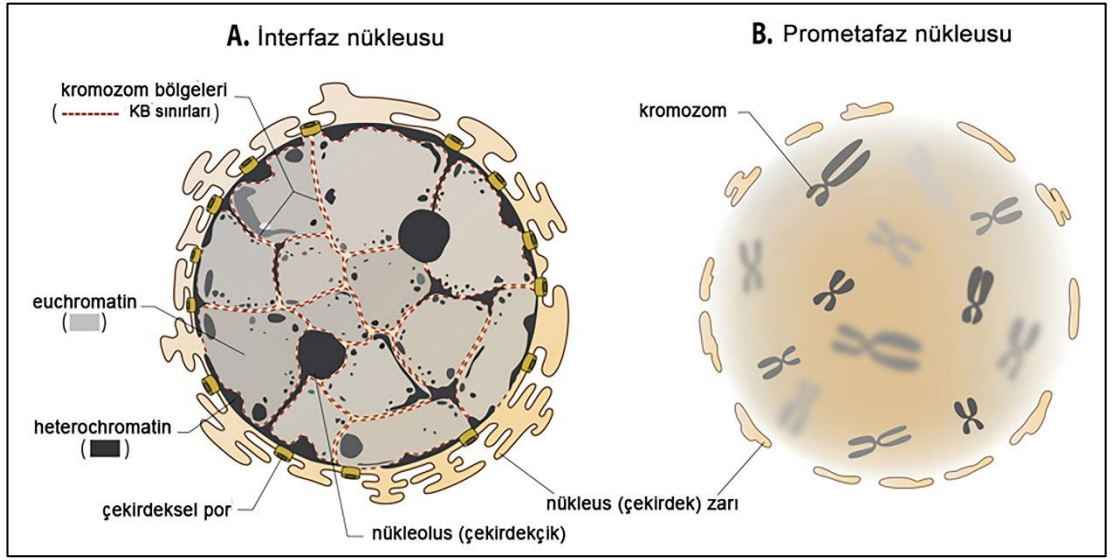 A. İnterfaz nükleusu
kromozom bölgeleri
( KB sınırları )
euchromatin
( )
heterochromatin
( )
çekirdeksel por
nükleolus (çekirdekçik)
nükleus (çekirdek) zarı
B. Prometafaz nükleusu
kromozom